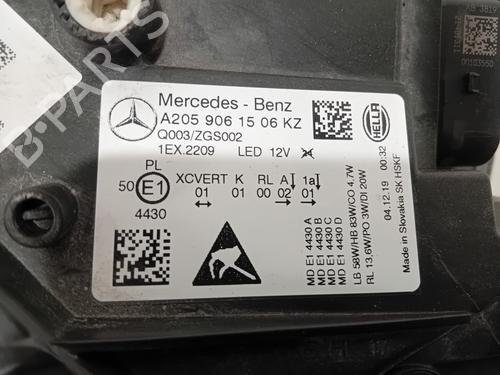 Mercedes - Benz
A205 906 15 06 KZ
Q003/ZGS002
1EX.2209 LED 12V
PL
50 E1
4430
XCVERT K RL A 1a
01 01 00 02 01
MD E1 4430 A
MD E1 4430 B
MD E1 4430 C
MD E1 4430 D
LB 58W/HB 83W/CO 4.7W
RL 13.6W/PO 3W/DI 20W
04.12.19 00:32
Made in Slovakia SK HSKF
HELLA
B-PARTS